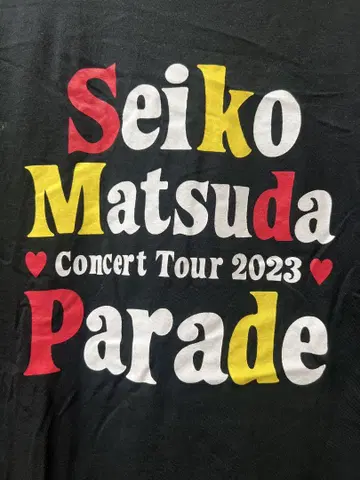 Seiko
Matsuda
♥ Concert Tour 2023 ♥
Parade